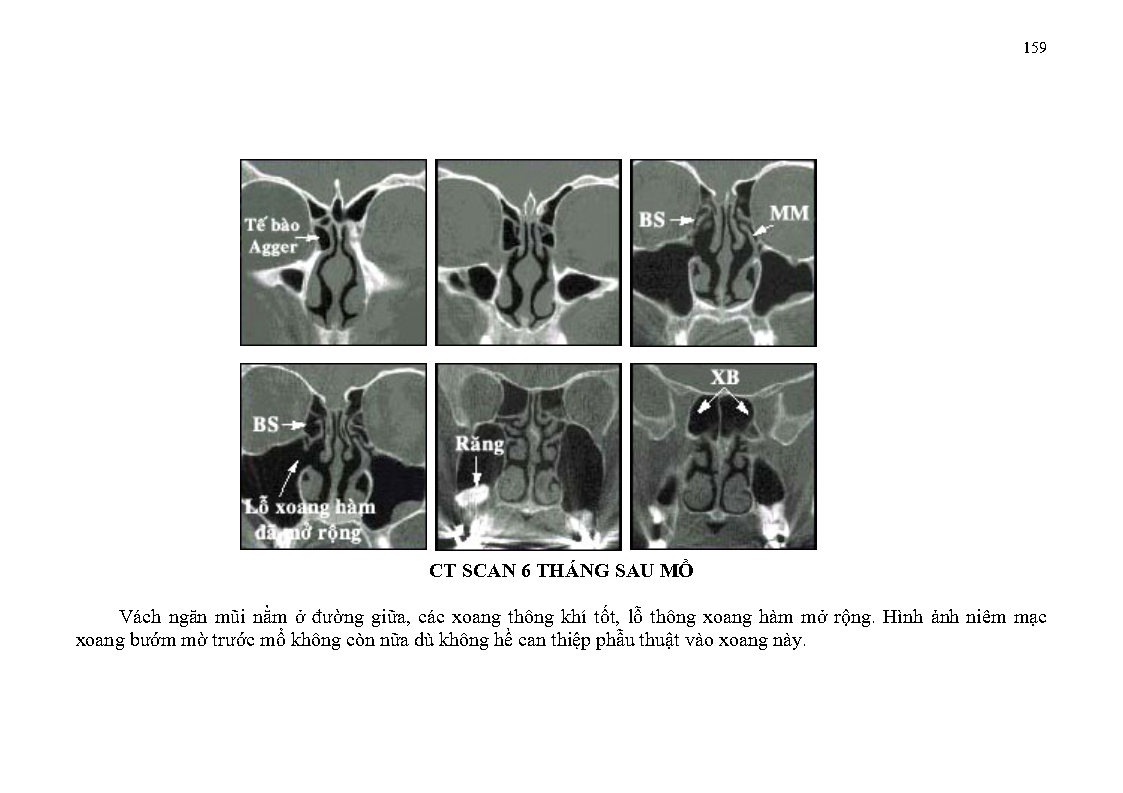 159
Tế bào
Agger
BS
MM
BS
Lỗ xoang hàm
đã mở rộng
Răng
XB
CT SCAN 6 THÁNG SAU MỔ
Vách ngăn mũi nằm ở đường giữa, các xoang thông khí tốt, lỗ thông xoang hàm mở rộng. Hình ảnh niêm mạc
xoang bướm mờ trước mổ không còn nữa dù không hề can thiệp phẫu thuật vào xoang này.